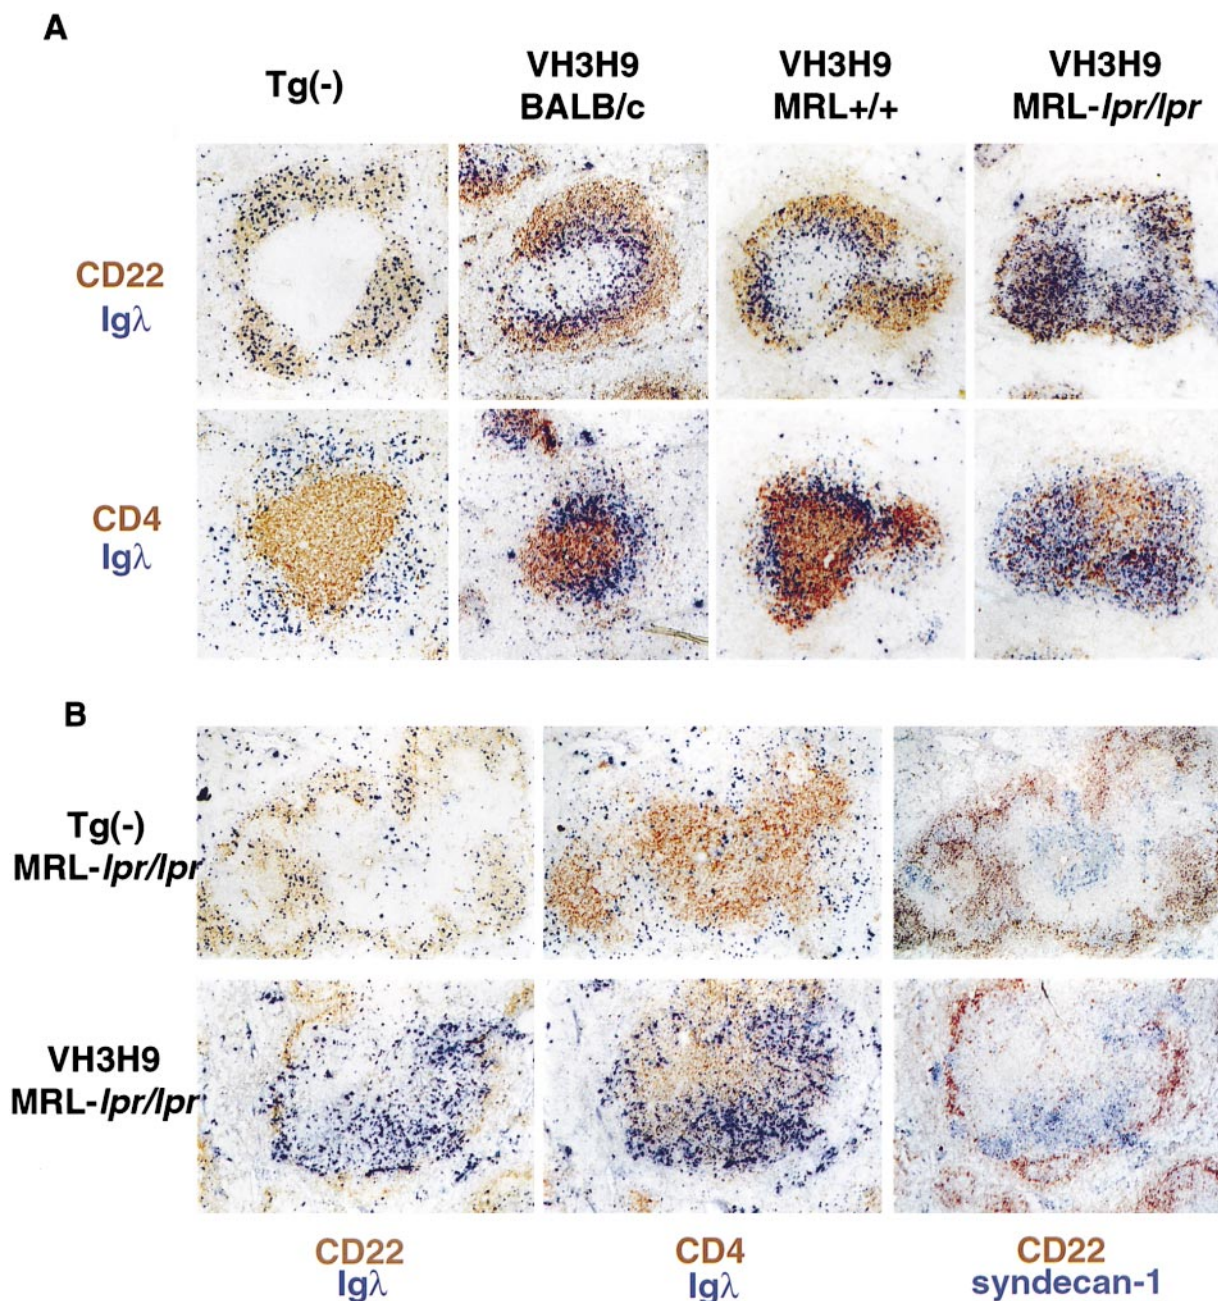 A
Tg(-)
VH3H9
BALB/c
VH3H9
MRL+/+
VH3H9
MRL-lpr/lpr
CD22
Igλ
CD4
Igλ
B
Tg(-)
MRL-lpr/lpr
VH3H9
MRL-lpr/lpr
CD22
Igλ
CD4
Igλ
CD22
syndecan-1